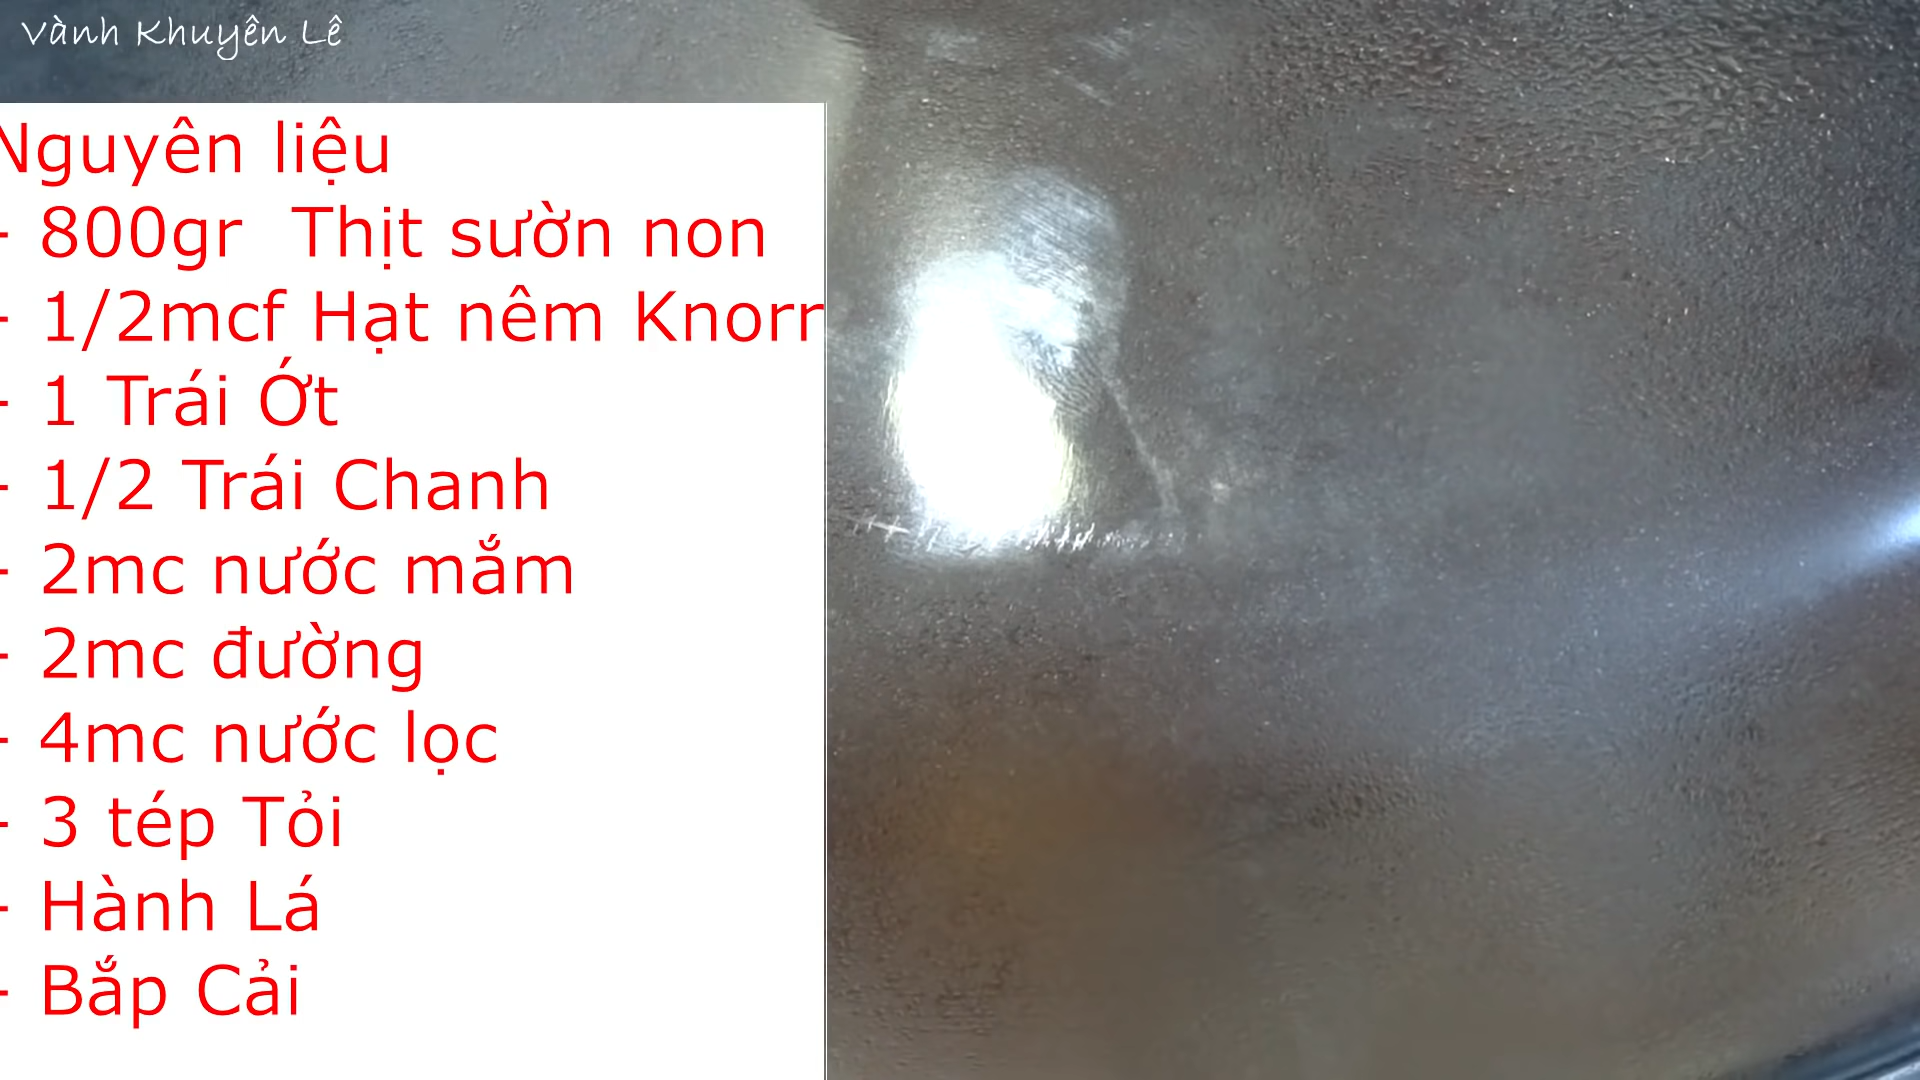 Vành Khuyên Lê
Nguyên liệu
- 800gr Thịt sườn non
- 1/2mcf Hạt nêm Knorr
- 1 Trái Ớt
- 1/2 Trái Chanh
- 2mc nước mắm
- 2mc đường
- 4mc nước lọc
- 3 tép Tỏi
- Hành Lá
- Bắp Cải